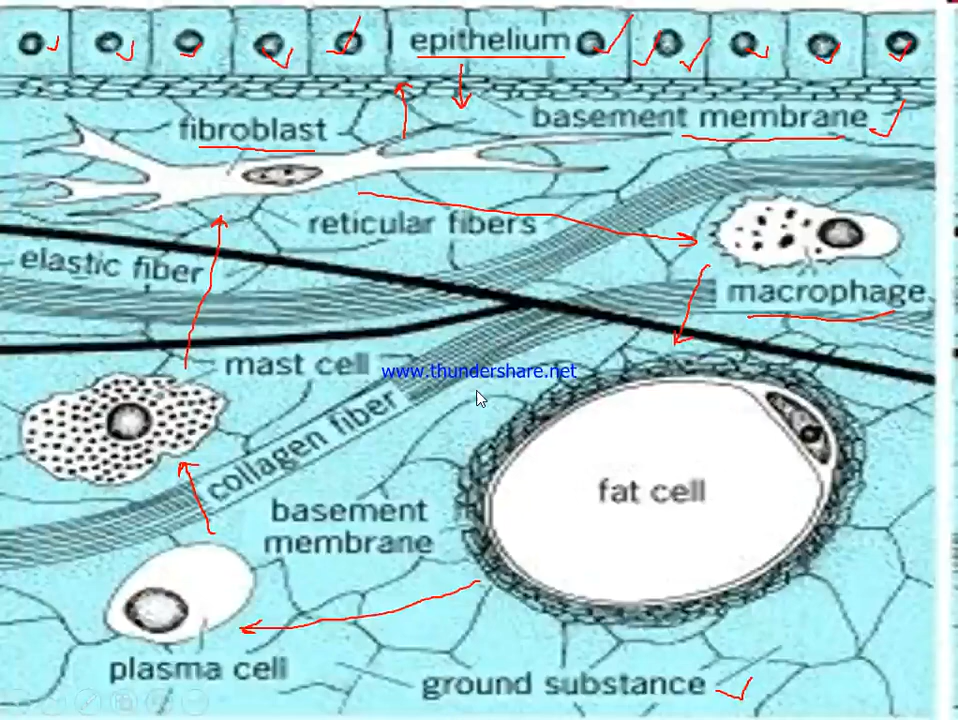 epithelium
basement membrane
fibroblast
reticular fibers
elastic fiber
macrophage
mast cell
www.thundershare.net
collagen fiber
fat cell
basement
membrane
plasma cell
ground substance